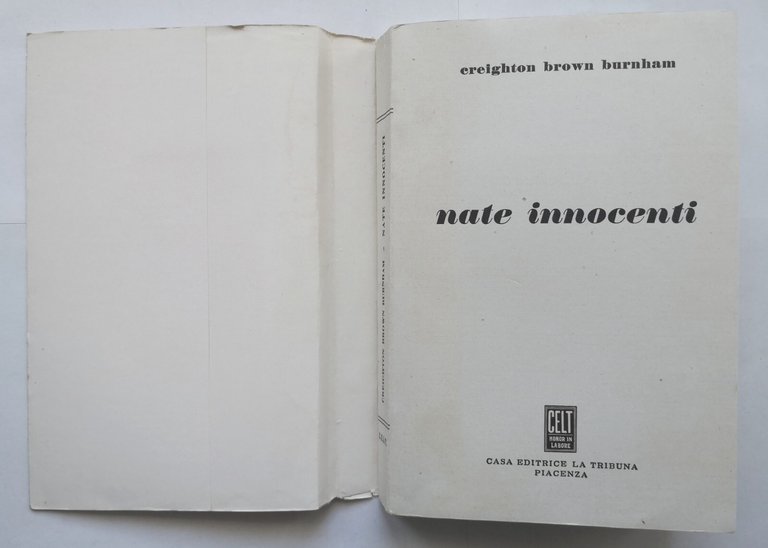 creighton brown burnham
nate innocenti
CREIGHTON BROWN BURNHAM - NATE INNOCENTI
CELT
HONOR IN
LABORE
CASA EDITRICE LA TRIBUNA
PIACENZA